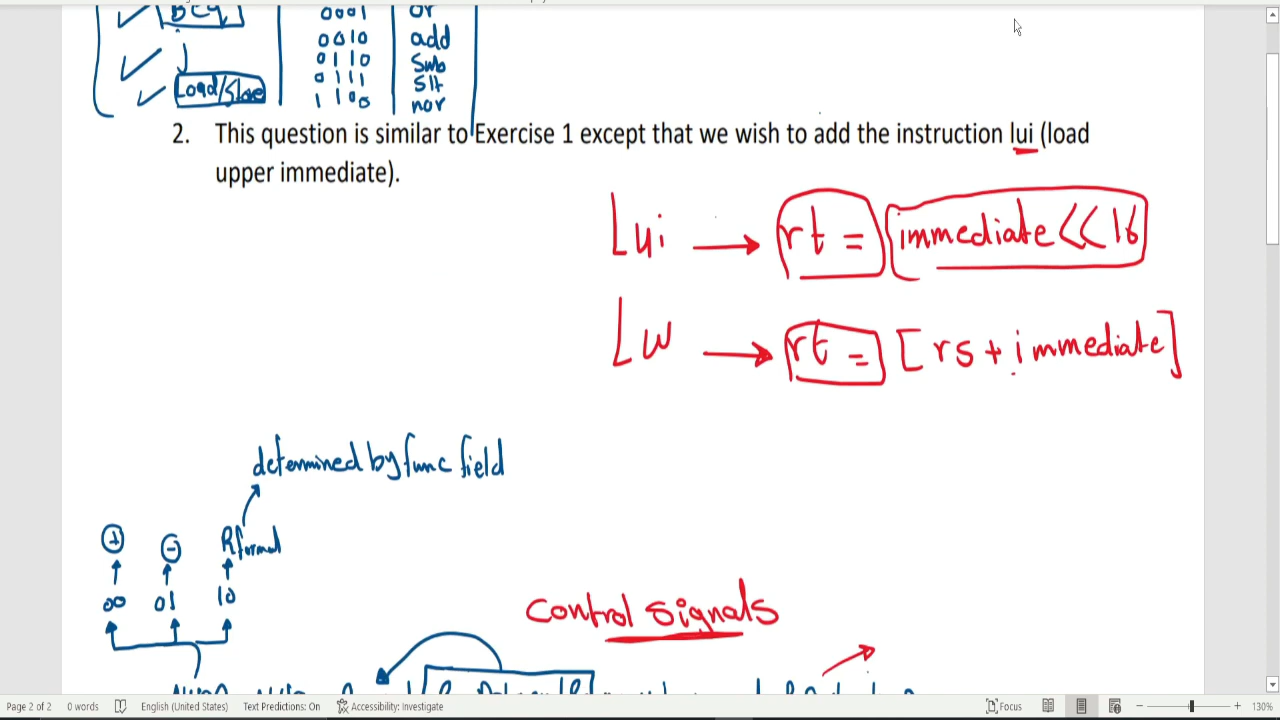 ✓ Beq 0001 or
0010 add
✓ j 0110 sub
0111 slt
✓ Load/Store 1100 nor
2. This question is similar to Exercise 1 except that we wish to add the instruction lui (load
upper immediate).
Lui → rt = immediate << 16
Lw → rt = [rs + immediate]
determined by func field
+ - Rformat
00 01 10
Control signals
Page 2 of 2 0 words English (United States) Text Predictions: On Accessibility: Investigate Focus 130%